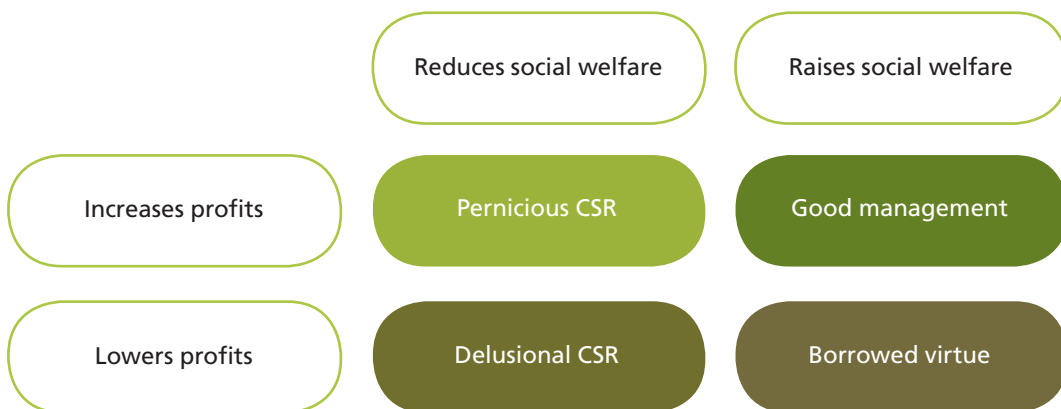 Reduces social welfare
Raises social welfare
Increases profits
Pernicious CSR
Good management
Lowers profits
Delusional CSR
Borrowed virtue